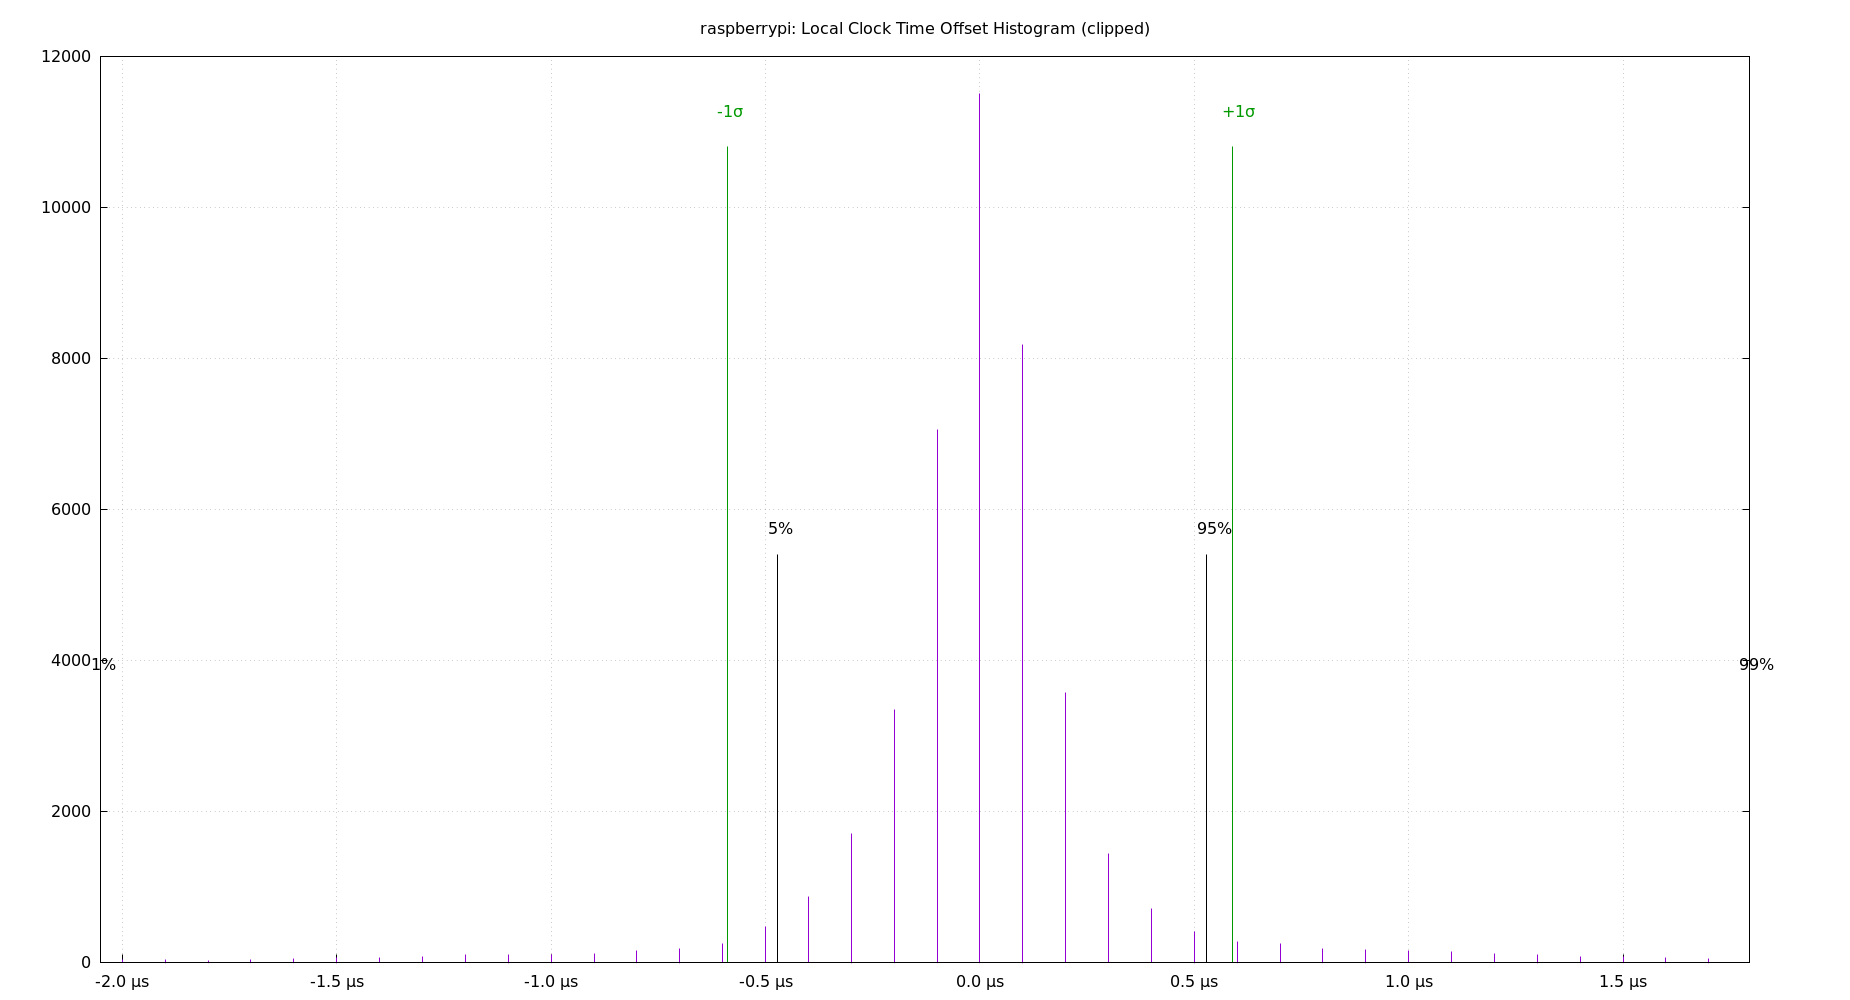 raspberrypi: Local Clock Time Offset Histogram (clipped)
12000
-1σ
+1σ
10000
8000
6000
5%
95%
4000
1%
99%
2000
0
-2.0 µs
-1.5 µs
-1.0 µs
-0.5 µs
0.0 µs
0.5 µs
1.0 µs
1.5 µs